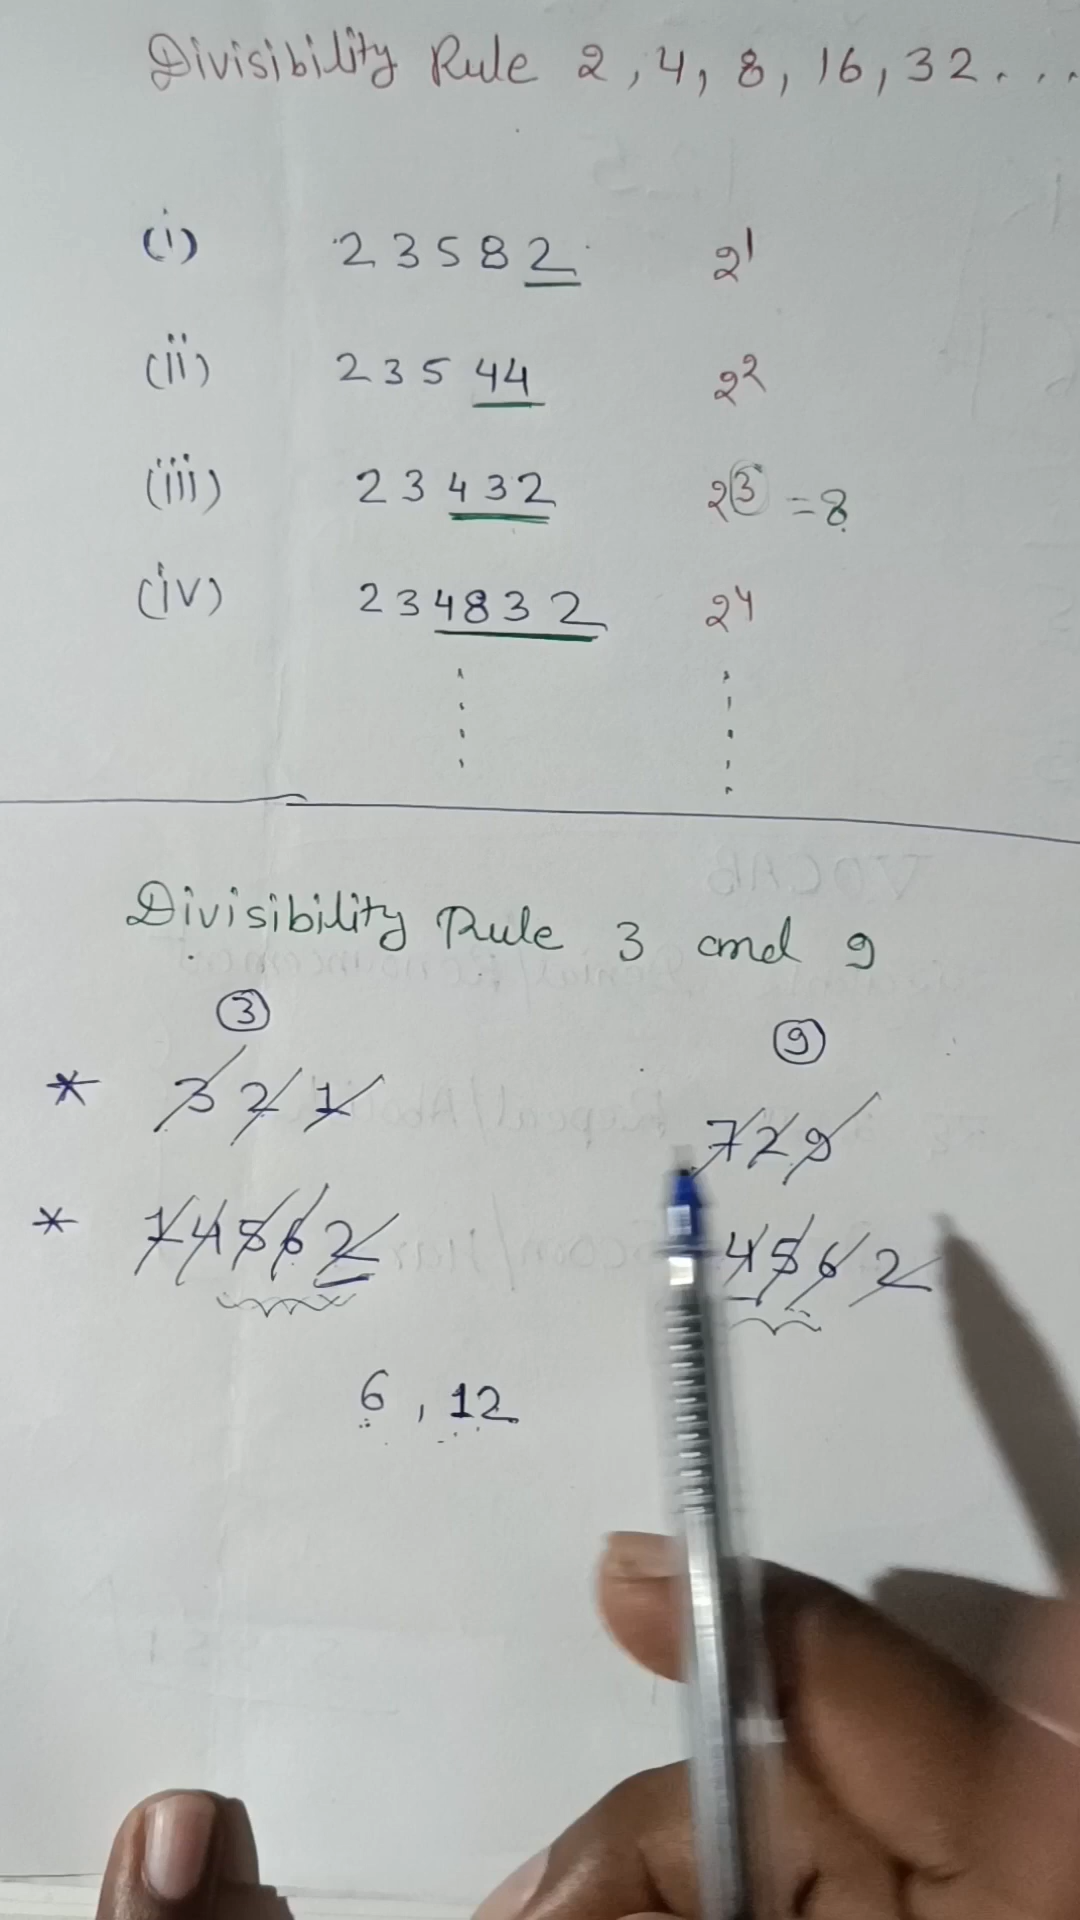 Divisibility Rule 2, 4, 8, 16, 32 . . .
(i) 23582 2¹
(ii) 23544 2²
(iii) 23432 2³ = 8
(iv) 234832 2⁴
Divisibility Rule 3 and 9
3 9
* 321 729
* 14562 4562
6, 12